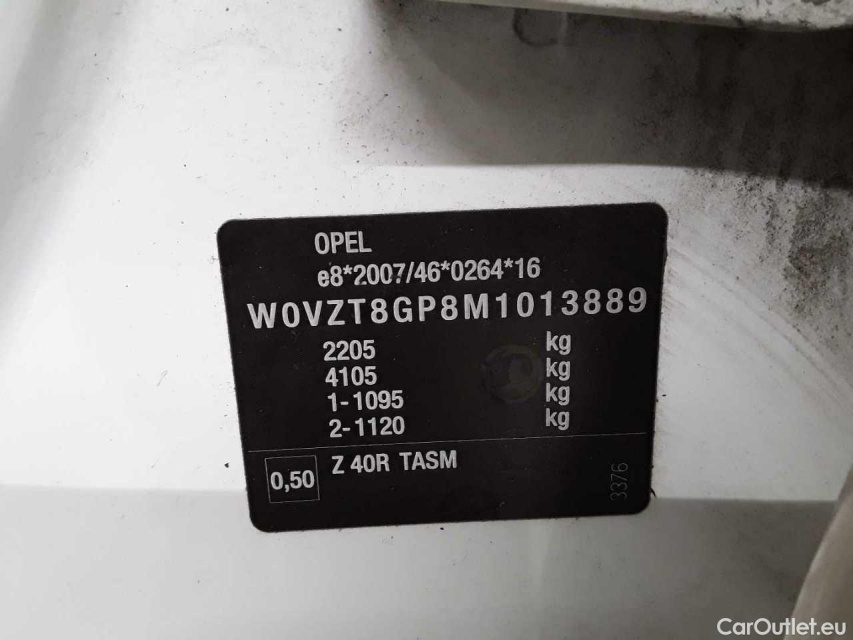 OPEL
e8*2007/46*0264*16
W0VZT8GP8M1013889
2205 kg
4105 kg
1-1095 kg
2-1120 kg
0,50 Z 40R TASM
3376
CarOutlet.eu